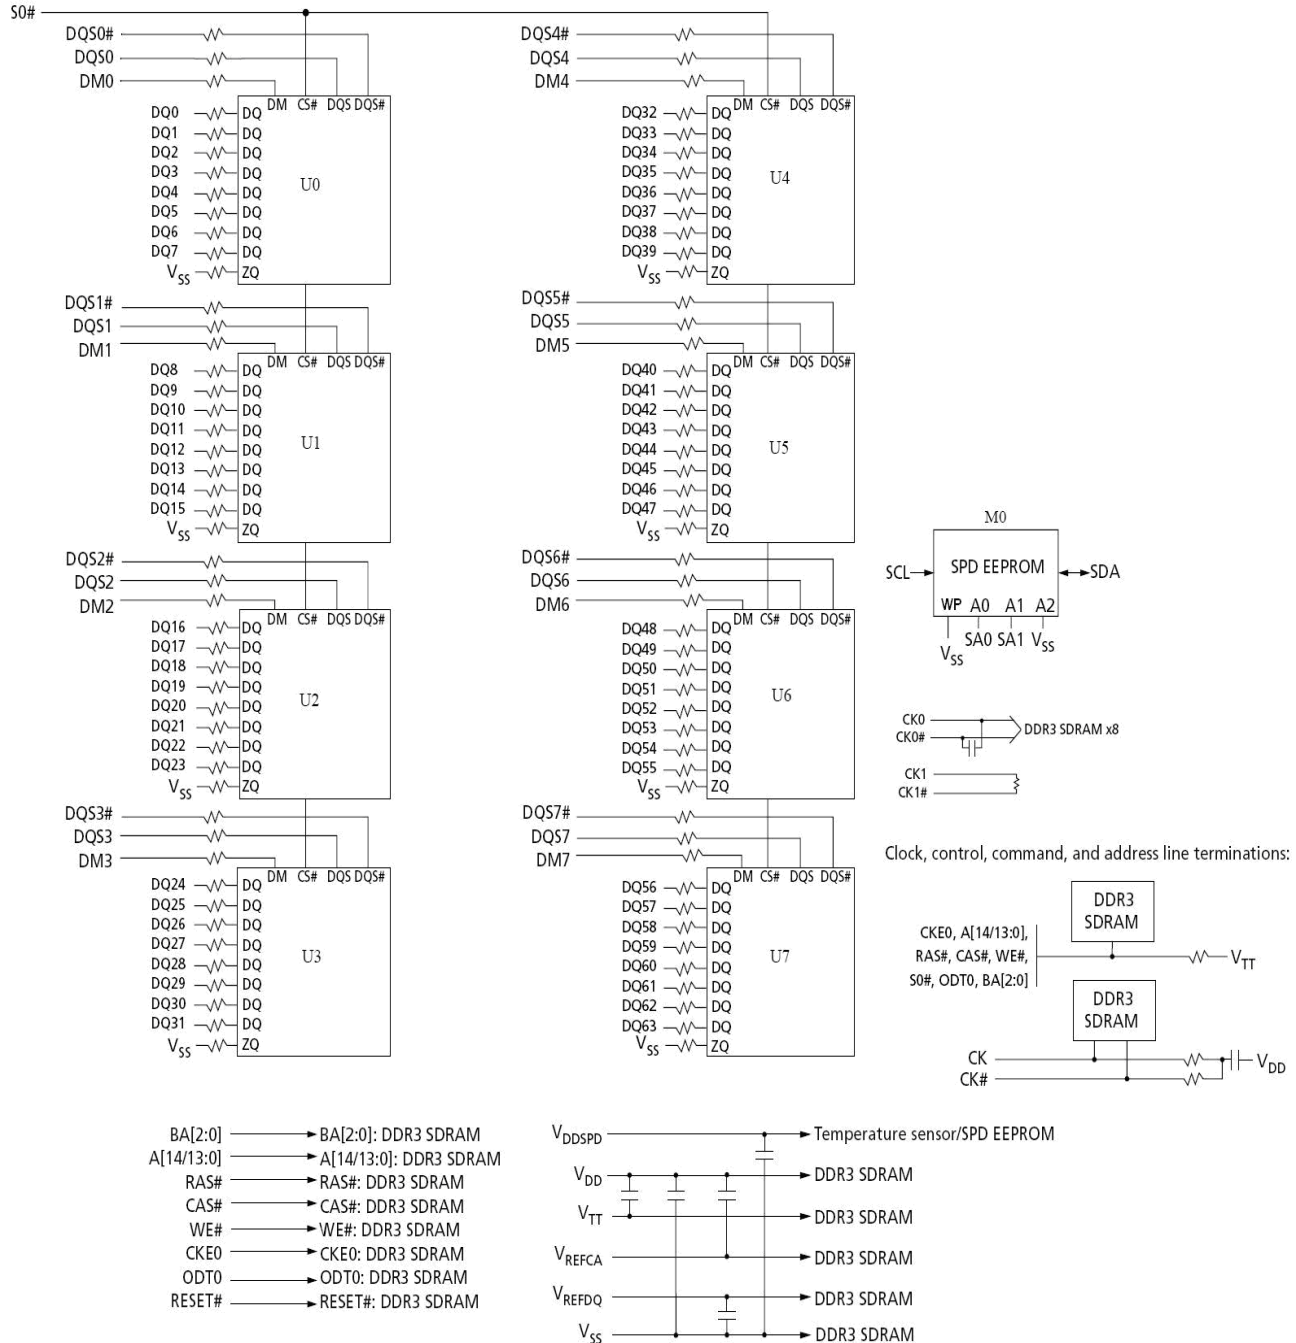 S0#
DQS0#
DQS0
DM0
DM CS# DQS DQS#
DQ0 DQ
DQ1 DQ
DQ2 DQ
DQ3 DQ
DQ4 DQ
DQ5 DQ
DQ6 DQ
DQ7 DQ
VSS ZQ
U0
DQS1#
DQS1
DM1
DM CS# DQS DQS#
DQ8 DQ
DQ9 DQ
DQ10 DQ
DQ11 DQ
DQ12 DQ
DQ13 DQ
DQ14 DQ
DQ15 DQ
VSS ZQ
U1
DQS2#
DQS2
DM2
DM CS# DQS DQS#
DQ16 DQ
DQ17 DQ
DQ18 DQ
DQ19 DQ
DQ20 DQ
DQ21 DQ
DQ22 DQ
DQ23 DQ
VSS ZQ
U2
DQS3#
DQS3
DM3
DM CS# DQS DQS#
DQ24 DQ
DQ25 DQ
DQ26 DQ
DQ27 DQ
DQ28 DQ
DQ29 DQ
DQ30 DQ
DQ31 DQ
VSS ZQ
U3
DQS4#
DQS4
DM4
DM CS# DQS DQS#
DQ32 DQ
DQ33 DQ
DQ34 DQ
DQ35 DQ
DQ36 DQ
DQ37 DQ
DQ38 DQ
DQ39 DQ
VSS ZQ
U4
DQS5#
DQS5
DM5
DM CS# DQS DQS#
DQ40 DQ
DQ41 DQ
DQ42 DQ
DQ43 DQ
DQ44 DQ
DQ45 DQ
DQ46 DQ
DQ47 DQ
VSS ZQ
U5
DQS6#
DQS6
DM6
DM CS# DQS DQS#
DQ48 DQ
DQ49 DQ
DQ50 DQ
DQ51 DQ
DQ52 DQ
DQ53 DQ
DQ54 DQ
DQ55 DQ
VSS ZQ
U6
DQS7#
DQS7
DM7
DM CS# DQS DQS#
DQ56 DQ
DQ57 DQ
DQ58 DQ
DQ59 DQ
DQ60 DQ
DQ61 DQ
DQ62 DQ
DQ63 DQ
VSS ZQ
U7
M0
SCL SPD EEPROM SDA
WP A0 A1 A2
VSS SA0 SA1 VSS
CK0
CK0#
DDR3 SDRAM x8
CK1
CK1#
Clock, control, command, and address line terminations:
DDR3
SDRAM
CKE0, A[14/13:0],
RAS#, CAS#, WE#,
S0#, ODT0, BA[2:0]
VTT
DDR3
SDRAM
CK
CK#
VDD
BA[2:0] BA[2:0]: DDR3 SDRAM
A[14/13:0] A[14/13:0]: DDR3 SDRAM
RAS# RAS#: DDR3 SDRAM
CAS# CAS#: DDR3 SDRAM
WE# WE#: DDR3 SDRAM
CKE0 CKE0: DDR3 SDRAM
ODT0 ODT0: DDR3 SDRAM
RESET# RESET#: DDR3 SDRAM
VDDSPD Temperature sensor/SPD EEPROM
VDD DDR3 SDRAM
VTT DDR3 SDRAM
VREFCA DDR3 SDRAM
VREFDQ DDR3 SDRAM
VSS DDR3 SDRAM